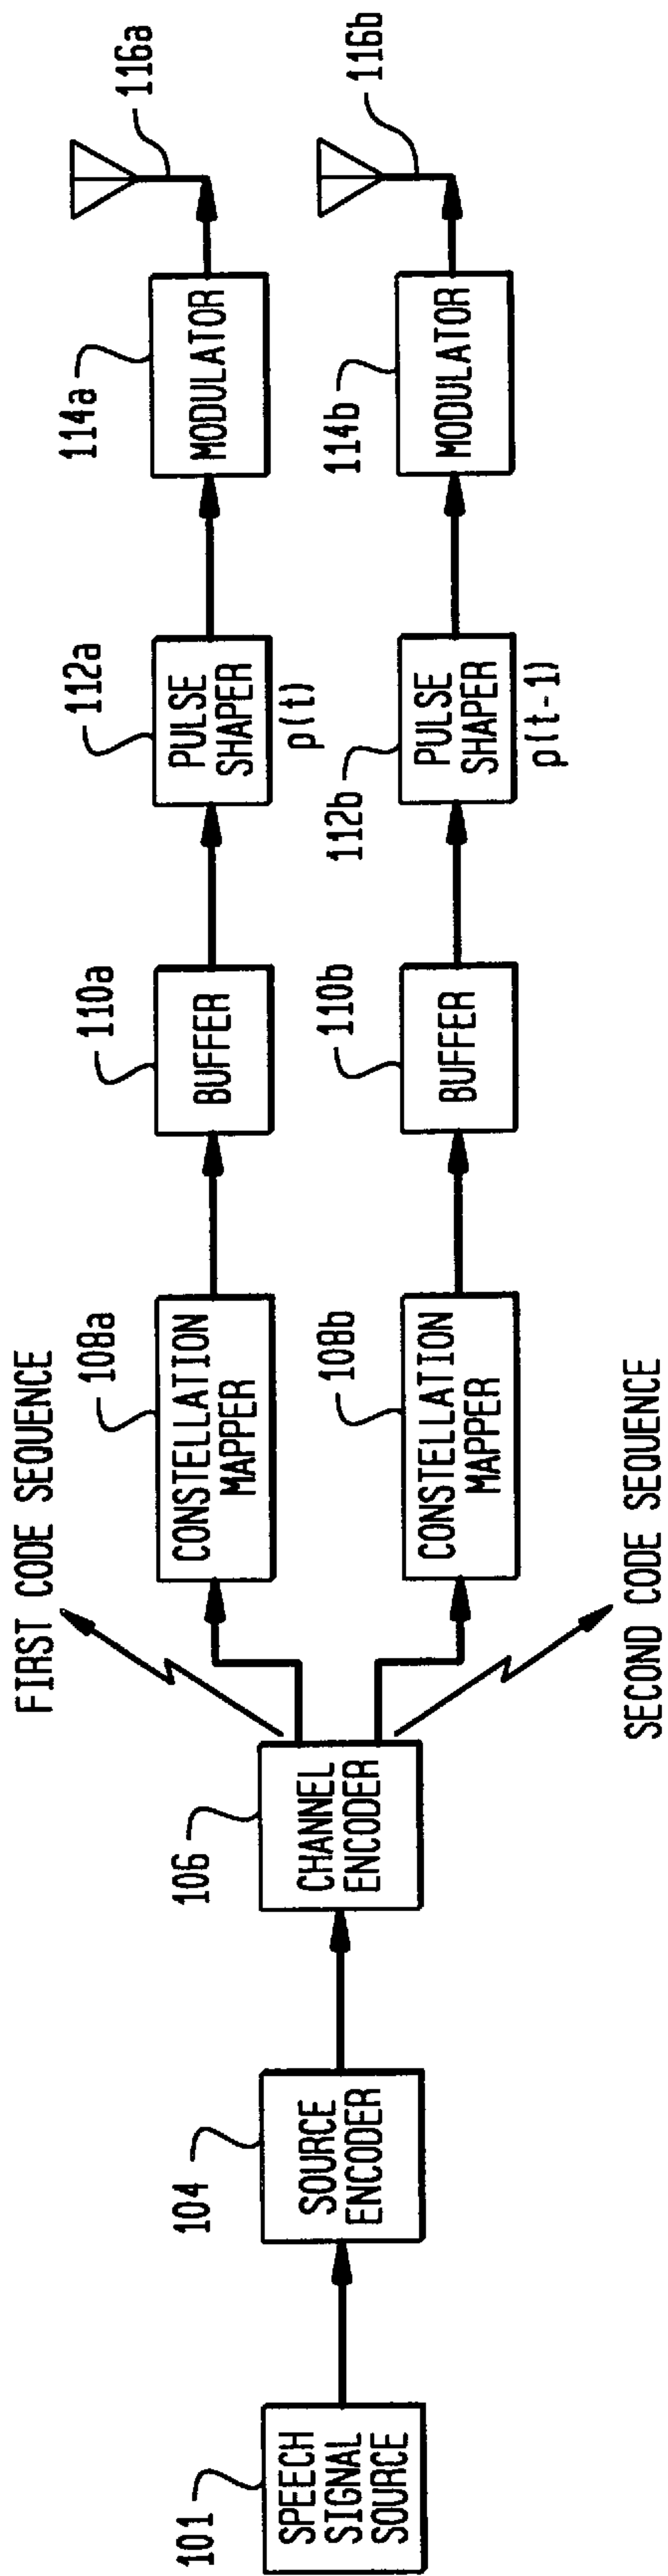 101
SPEECH
SIGNAL
SOURCE
104
SOURCE
ENCODER
106
CHANNEL
ENCODER
FIRST CODE SEQUENCE
108a
CONSTELLATION
MAPPER
110a
BUFFER
112a
PULSE
SHAPER
p(t)
114a
MODULATOR
116a
SECOND CODE SEQUENCE
108b
CONSTELLATION
MAPPER
110b
BUFFER
112b
PULSE
SHAPER
p(t-1)
114b
MODULATOR
116b